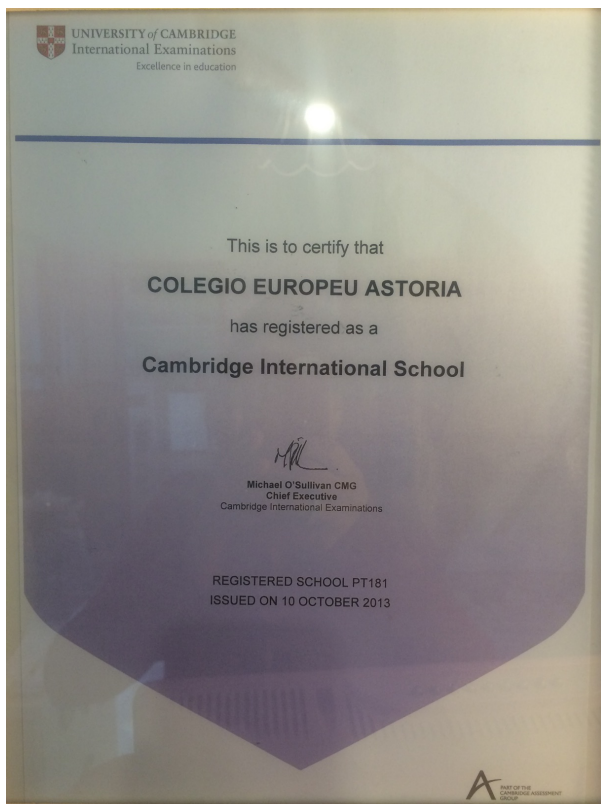 UNIVERSITY of CAMBRIDGE
International Examinations
Excellence in education
This is to certify that
COLEGIO EUROPEU ASTORIA
has registered as a
Cambridge International School
Michael O'Sullivan CMG
Chief Executive
Cambridge International Examinations
REGISTERED SCHOOL PT181
ISSUED ON 10 OCTOBER 2013
PART OF THE
CAMBRIDGE ASSESSMENT
GROUP